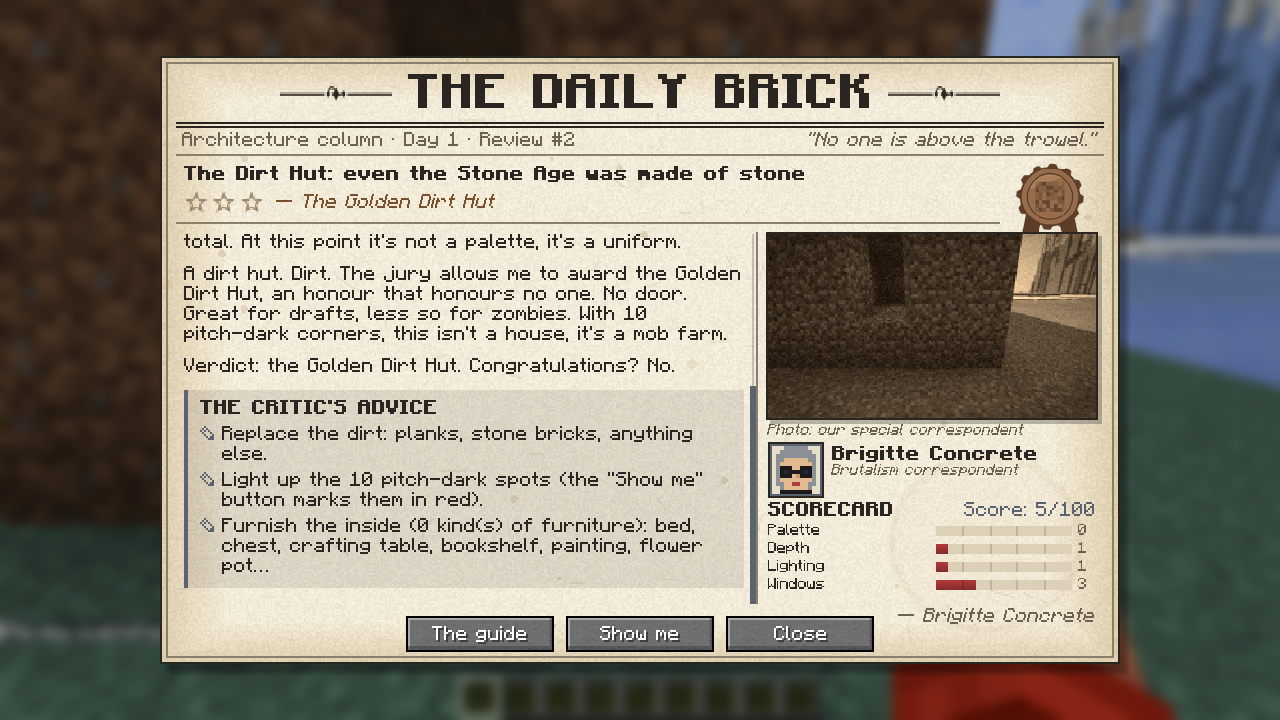 THE DAILY BRICK
Architecture column · Day 1 · Review #2
"No one is above the trowel."
The Dirt Hut: even the Stone Age was made of stone
— The Golden Dirt Hut
total. At this point it's not a palette, it's a uniform.
A dirt hut. Dirt. The jury allows me to award the Golden
Dirt Hut, an honour that honours no one. No door.
Great for drafts, less so for zombies. With 10
pitch-dark corners, this isn't a house, it's a mob farm.
Verdict: the Golden Dirt Hut. Congratulations? No.
THE CRITIC'S ADVICE
Replace the dirt: planks, stone bricks, anything
else.
Light up the 10 pitch-dark spots (the "Show me"
button marks them in red).
Furnish the inside (0 kind(s) of furniture): bed,
chest, crafting table, bookshelf, painting, flower
pot...
Photo: our special correspondent
Brigitte Concrete
Brutalism correspondent
SCORECARD Score: 5/100
Palette 0
Depth 1
Lighting 1
Windows 3
— Brigitte Concrete
The guide
Show me
Close